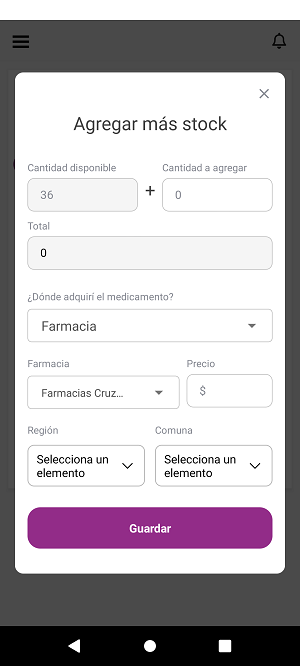 Agregar más stock
Cantidad disponible
Cantidad a agregar
36
+
0
Total
0
¿Dónde adquirí el medicamento?
Farmacia
Farmacia
Precio
Farmacias Cruz...
$
Región
Comuna
Selecciona un
elemento
Selecciona un
elemento
Guardar